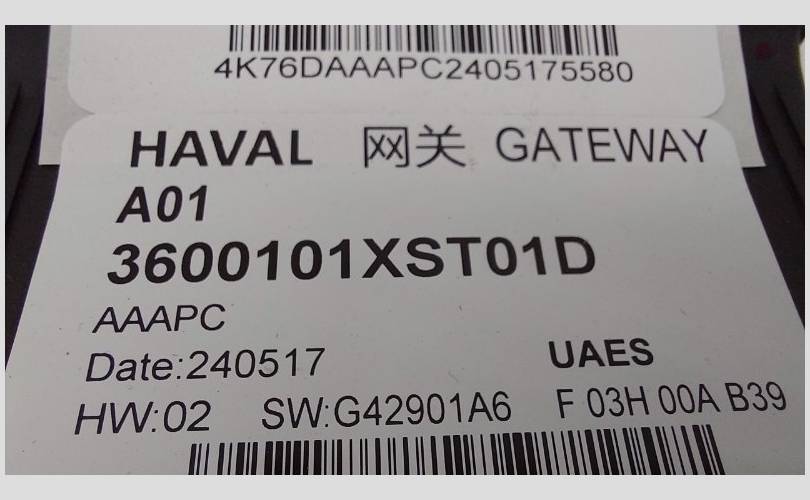 4K76DAAAPC2405175580
HAVAL 网关 GATEWAY
A01
3600101XST01D
AAAPC
Date:240517 UAES
HW:02 SW:G42901A6 F 03H 00A B39